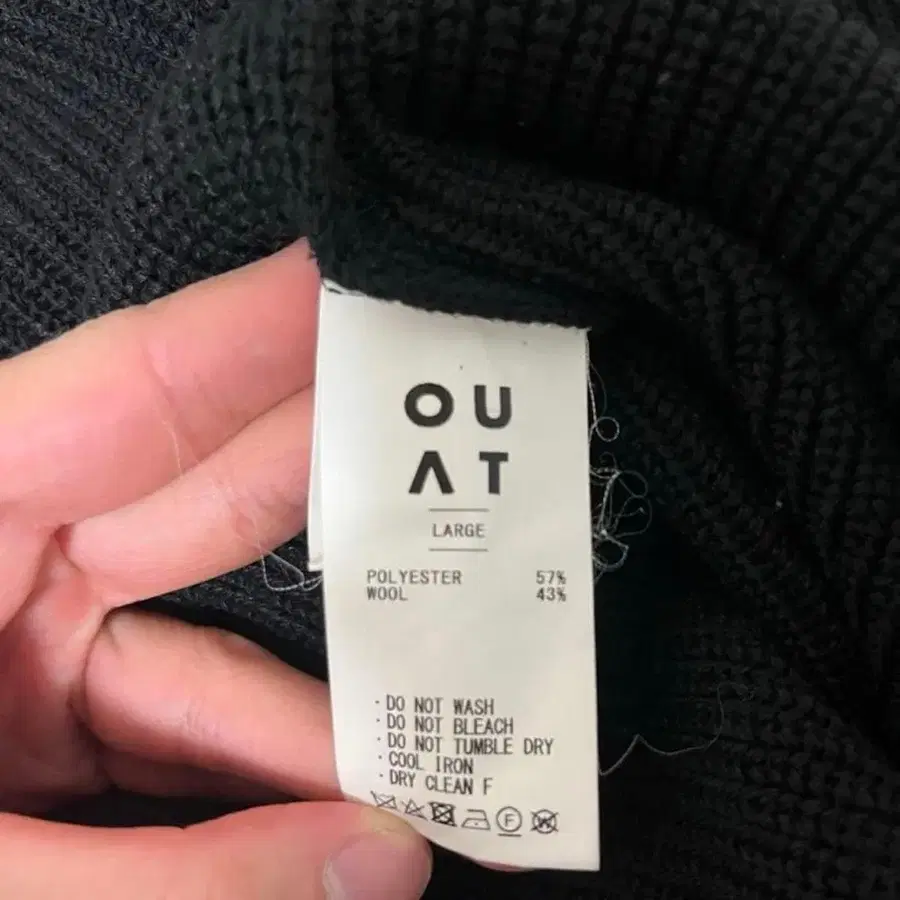 OU
ΛT
LARGE
POLYESTER 57%
WOOL 43%
・DO NOT WASH
・DO NOT BLEACH
・DO NOT TUMBLE DRY
・COOL IRON
・DRY CLEAN F
F W